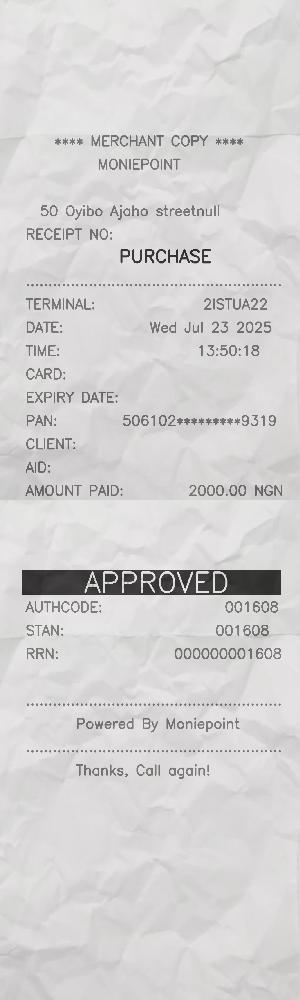 **** MERCHANT COPY ****
MONIEPOINT
50 Oyibo Ajaho streetnull
RECEIPT NO:
PURCHASE
TERMINAL: 2ISTUA22
DATE: Wed Jul 23 2025
TIME: 13:50:18
CARD:
EXPIRY DATE:
PAN: 506102*********9319
CLIENT:
AID:
AMOUNT PAID: 2000.00 NGN
APPROVED
AUTHCODE: 001608
STAN: 001608
RRN: 000000001608
Powered By Moniepoint
Thanks, Call again!